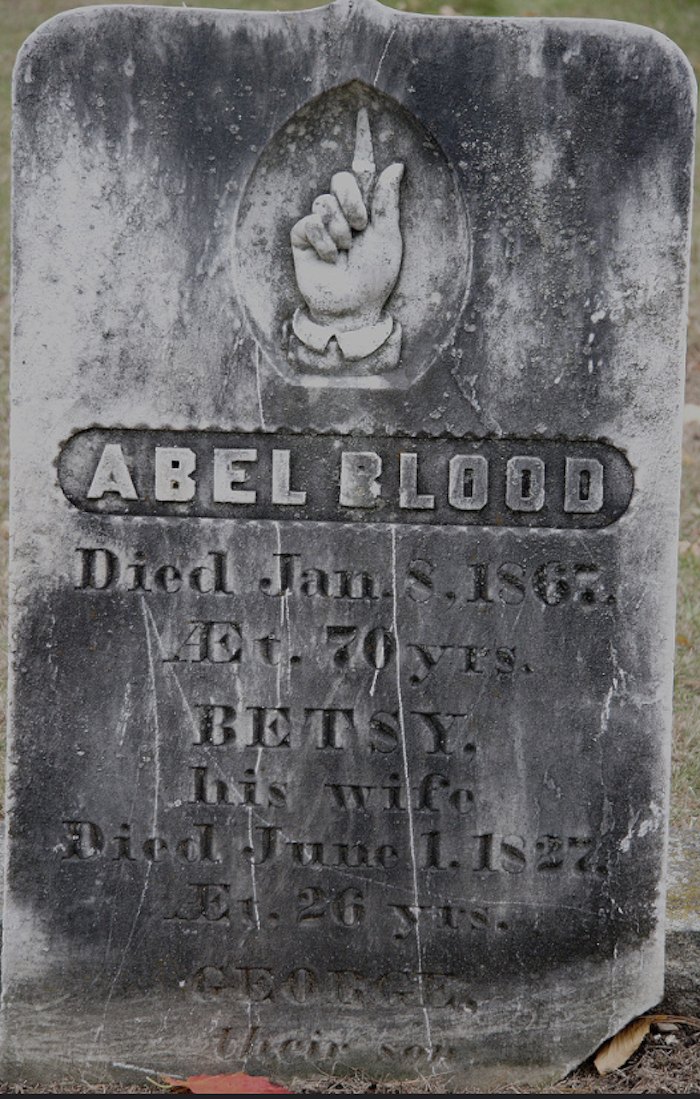 ABEL BLOOD
Died Jan. 8, 1867.
Æt. 70 yrs.
BETSY.
his wife
Died June 1. 1827.
Æt. 26 yrs.
GEORGE,
their son